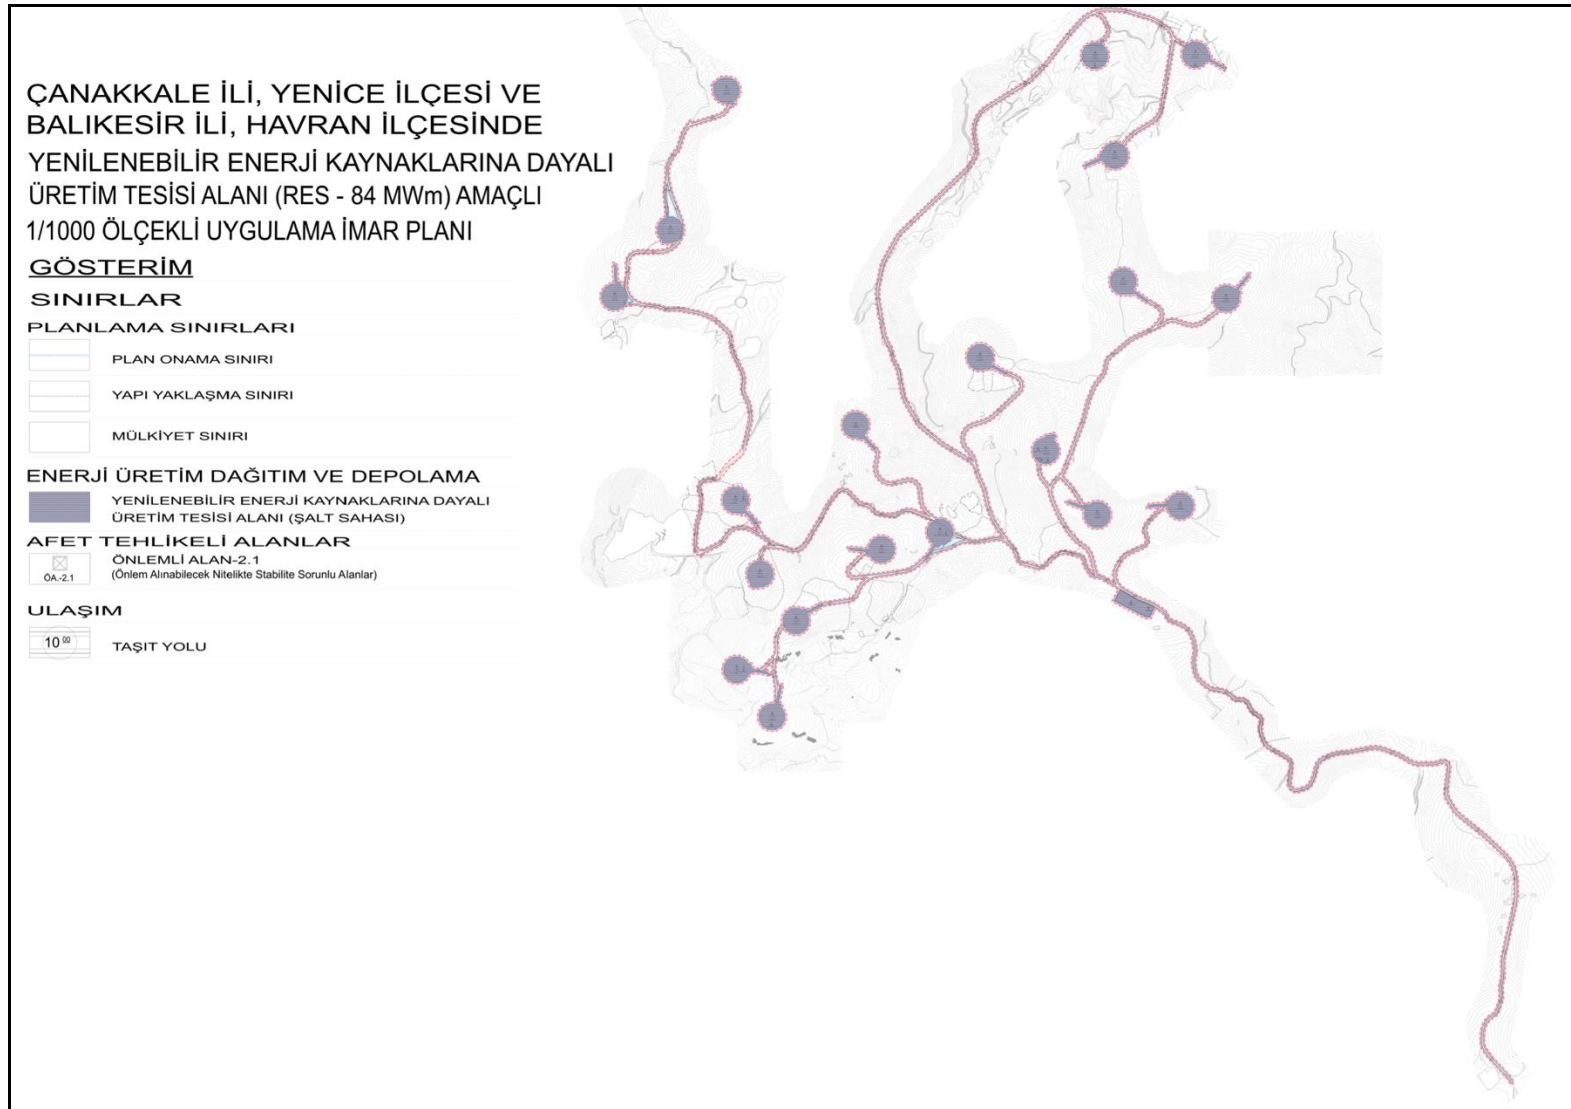 ÇANAKKALE İLİ, YENİCE İLÇESİ VE
BALIKESİR İLİ, HAVRAN İLÇESİNDE
YENİLENEBİLİR ENERJİ KAYNAKLARINA DAYALI
ÜRETİM TESİSİ ALANI (RES - 84 MWm) AMAÇLI
1/1000 ÖLÇEKLİ UYGULAMA İMAR PLANI
GÖSTERİM
SINIRLAR
PLANLAMA SINIRLARI
PLAN ONAMA SINIRI
YAPI YAKLAŞMA SINIRI
MÜLKİYET SINIRI
ENERJİ ÜRETİM DAĞITIM VE DEPOLAMA
YENİLENEBİLİR ENERJİ KAYNAKLARINA DAYALI
ÜRETİM TESİSİ ALANI (ŞALT SAHASI)
AFET TEHLİKELİ ALANLAR
ÖNLEMLİ ALAN-2.1
ÖA.-2.1
(Önlem Alınabilecek Nitelikte Stabilite Sorunlu Alanlar)
ULAŞIM
10 00
TAŞIT YOLU